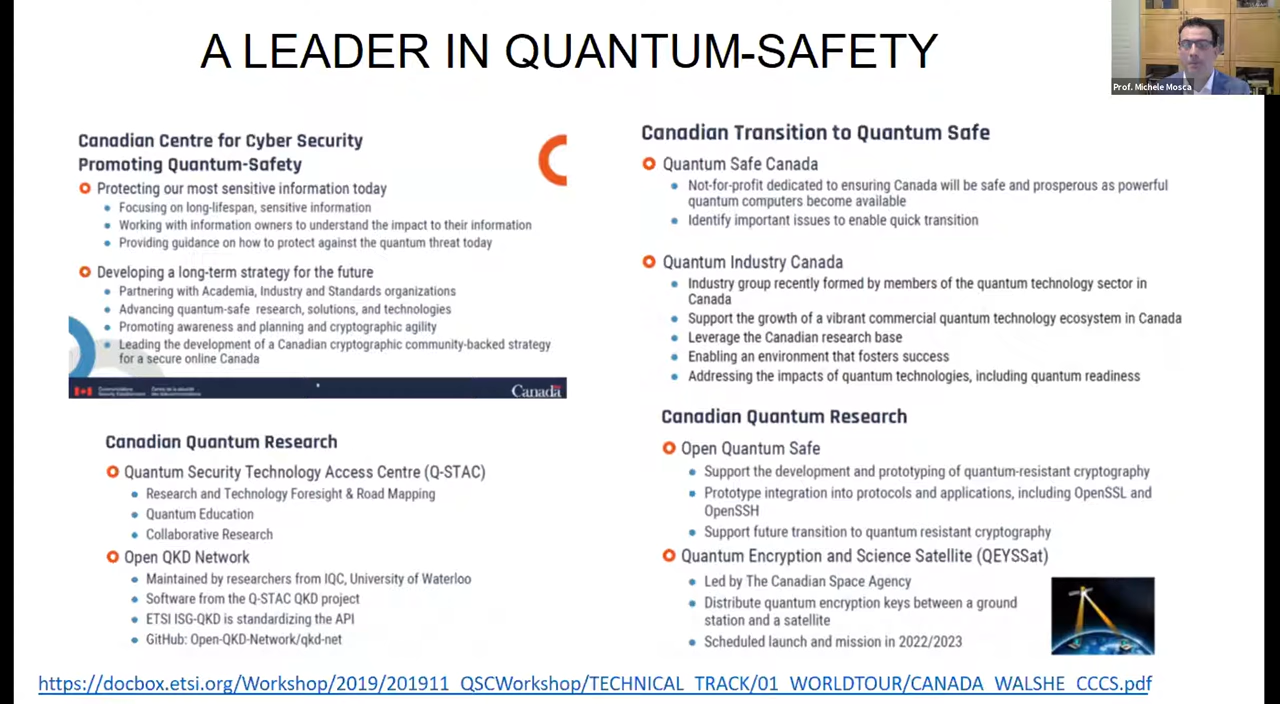 A LEADER IN QUANTUM-SAFETY
Prof. Michele Mosca
Canadian Centre for Cyber Security
Promoting Quantum-Safety
Protecting our most sensitive information today
Focusing on long-lifespan, sensitive information
Working with information owners to understand the impact to their information
Providing guidance on how to protect against the quantum threat today
Developing a long-term strategy for the future
Partnering with Academia, Industry and Standards organizations
Advancing quantum-safe research, solutions, and technologies
Promoting awareness and planning and cryptographic agility
Leading the development of a Canadian cryptographic community-backed strategy
for a secure online Canada
Communications
Security Establishment
Centre de la sécurité
des télécommunications
Canada
Canadian Quantum Research
Quantum Security Technology Access Centre (Q-STAC)
Research and Technology Foresight & Road Mapping
Quantum Education
Collaborative Research
Open QKD Network
Maintained by researchers from IQC, University of Waterloo
Software from the Q-STAC QKD project
ETSI ISG-QKD is standardizing the API
GitHub: Open-QKD-Network/qkd-net
Canadian Transition to Quantum Safe
Quantum Safe Canada
Not-for-profit dedicated to ensuring Canada will be safe and prosperous as powerful
quantum computers become available
Identify important issues to enable quick transition
Quantum Industry Canada
Industry group recently formed by members of the quantum technology sector in
Canada
Support the growth of a vibrant commercial quantum technology ecosystem in Canada
Leverage the Canadian research base
Enabling an environment that fosters success
Addressing the impacts of quantum technologies, including quantum readiness
Canadian Quantum Research
Open Quantum Safe
Support the development and prototyping of quantum-resistant cryptography
Prototype integration into protocols and applications, including OpenSSL and
OpenSSH
Support future transition to quantum resistant cryptography
Quantum Encryption and Science Satellite (QEYSSat)
Led by The Canadian Space Agency
Distribute quantum encryption keys between a ground
station and a satellite
Scheduled launch and mission in 2022/2023
https://docbox.etsi.org/Workshop/2019/201911_QSCWorkshop/TECHNICAL_TRACK/01_WORLDTOUR/CANADA_WALSHE_CCCS.pdf